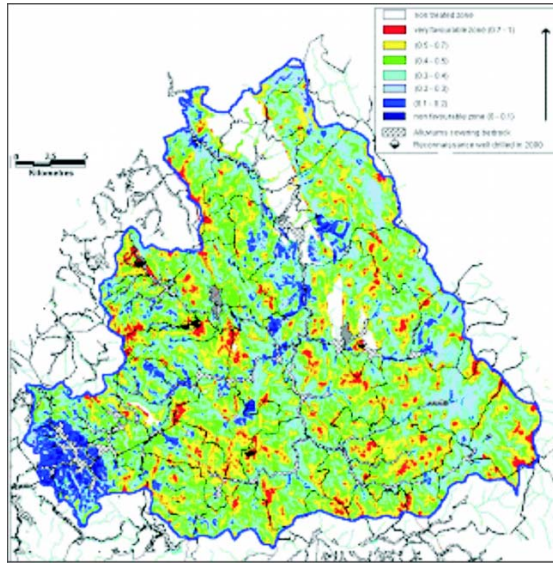 non treated zone
very favourable zone (0.7 - 1)
(0.5 - 0.7)
(0.4 - 0.5)
(0.3 - 0.4)
(0.2 - 0.3)
(0.1 - 0.2)
non favourable zone (0 - 0.1)
Alluviums covering bedrock
Reconnaissance well drilled in 2000
0 2.5 5
Kilometres